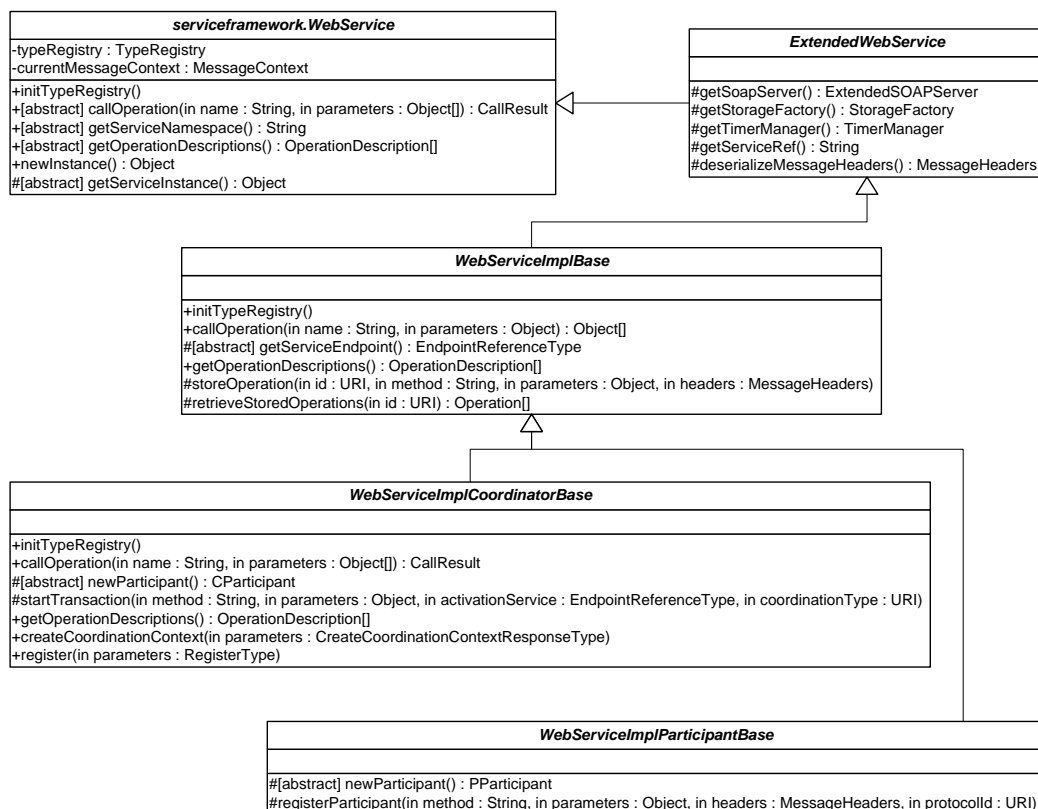 serviceframework.WebService
-typeRegistry : TypeRegistry
-currentMessageContext : MessageContext
+initTypeRegistry()
+[abstract] callOperation(in name : String, in parameters : Object[]) : CallResult
+[abstract] getServiceNamespace() : String
+[abstract] getOperationDescriptions() : OperationDescription[]
+newInstance() : Object
#[abstract] getServiceInstance() : Object
ExtendedWebService
#getSoapServer() : ExtendedSOAPServer
#getStorageFactory() : StorageFactory
#getTimerManager() : TimerManager
#getServiceRef() : String
#deserializeMessageHeaders() : MessageHeaders
WebServiceImplBase
+initTypeRegistry()
+callOperation(in name : String, in parameters : Object) : Object[]
#[abstract] getServiceEndpoint() : EndpointReferenceType
+getOperationDescriptions() : OperationDescription[]
#storeOperation(in id : URI, in method : String, in parameters : Object, in headers : MessageHeaders)
#retrieveStoredOperations(in id : URI) : Operation[]
WebServiceImplCoordinatorBase
+initTypeRegistry()
+callOperation(in name : String, in parameters : Object[]) : CallResult
#[abstract] newParticipant() : CParticipant
#startTransaction(in method : String, in parameters : Object, in activationService : EndpointReferenceType, in coordinationType : URI)
+getOperationDescriptions() : OperationDescription[]
+createCoordinationContext(in parameters : CreateCoordinationContextResponseType)
+register(in parameters : RegisterType)
WebServiceImplParticipantBase
#[abstract] newParticipant() : PParticipant
#registerParticipant(in method : String, in parameters : Object, in headers : MessageHeaders, in protocolId : URI)